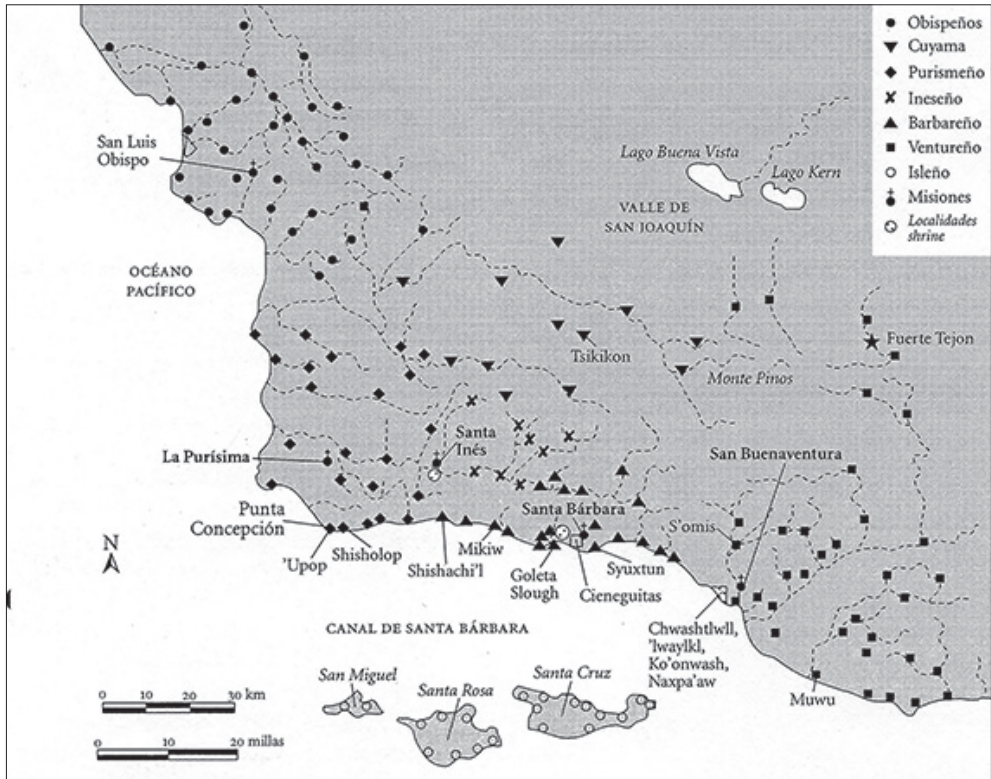 Obispeños
Cuyama
Purismeño
Ineseño
Barbareño
Ventureño
Isleño
Misiones
Localidades
shrine
San Luis
Obispo
Lago Buena Vista
Lago Kern
VALLE DE
SAN JOAQUÍN
OCÉANO
PACÍFICO
Tsikikon
Fuerte Tejon
Monte Pinos
Santa
Inés
La Purísima
San Buenaventura
Punta
Concepción
Santa Bárbara
S'omis
N
'Upop
Shisholop
Shishachi'l
Mikiw
Goleta
Slough
Cieneguitas
Syuxtun
Chwashtlwll,
'lwaylkl,
Ko'onwash,
Naxpa'aw
CANAL DE SANTA BÁRBARA
San Miguel
Santa Rosa
Santa Cruz
Muwu
0 10 20 30 km
0 10 20 millas